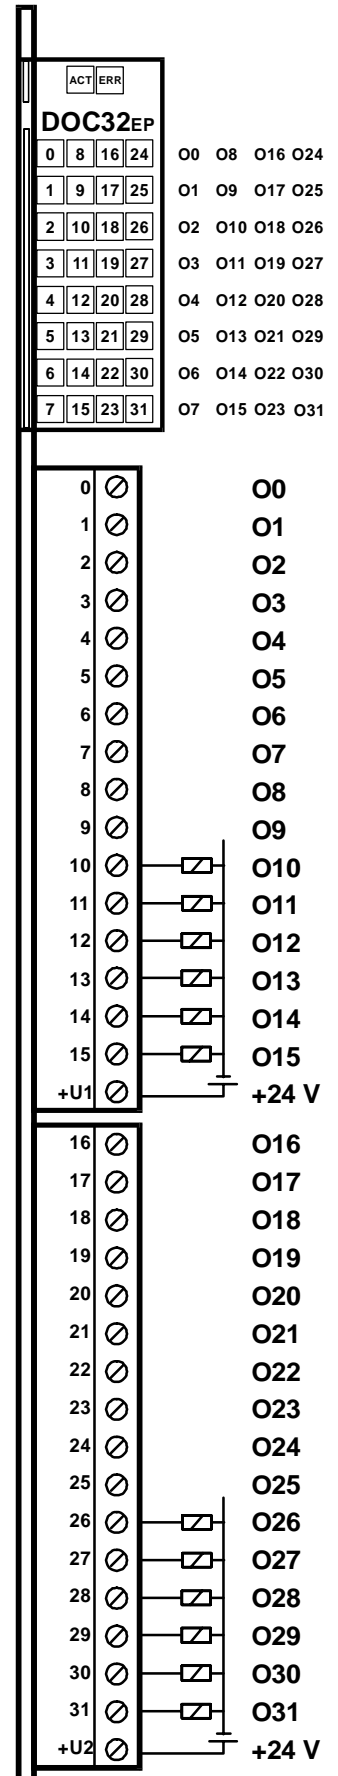 ACT ERR
DOC32EP
0 8 16 24 O0 O8 O16 O24
1 9 17 25 O1 O9 O17 O25
2 10 18 26 O2 O10 O18 O26
3 11 19 27 O3 O11 O19 O27
4 12 20 28 O4 O12 O20 O28
5 13 21 29 O5 O13 O21 O29
6 14 22 30 O6 O14 O22 O30
7 15 23 31 O7 O15 O23 O31
0 O0
1 O1
2 O2
3 O3
4 O4
5 O5
6 O6
7 O7
8 O8
9 O9
10 O10
11 O11
12 O12
13 O13
14 O14
15 O15
+U1 +24 V
16 O16
17 O17
18 O18
19 O19
20 O20
21 O21
22 O22
23 O23
24 O24
25 O25
26 O26
27 O27
28 O28
29 O29
30 O30
31 O31
+U2 +24 V